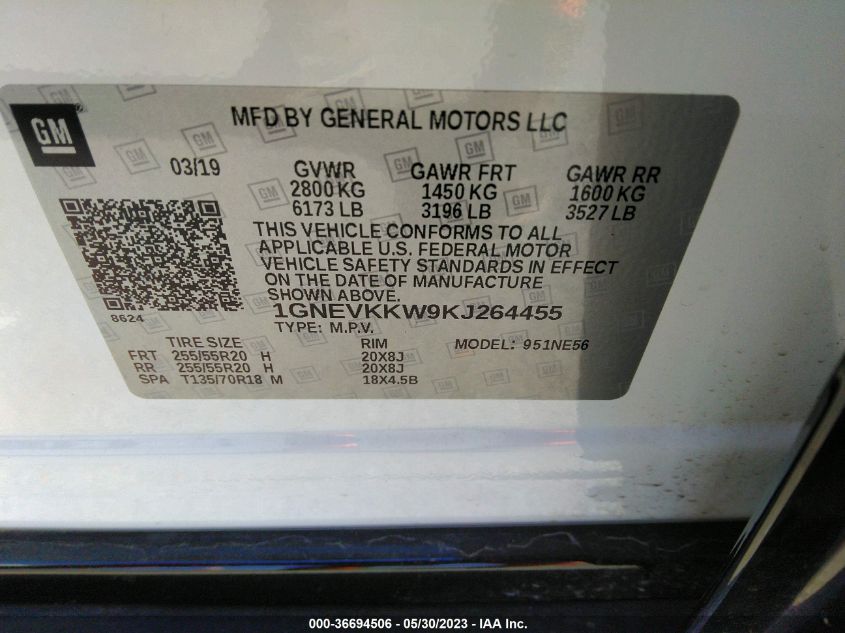 GM
MFD BY GENERAL MOTORS LLC
03/19 GVWR GAWR FRT GAWR RR
2800 KG 1450 KG 1600 KG
6173 LB 3196 LB 3527 LB
THIS VEHICLE CONFORMS TO ALL
APPLICABLE U.S. FEDERAL MOTOR
VEHICLE SAFETY STANDARDS IN EFFECT
ON THE DATE OF MANUFACTURE
SHOWN ABOVE.
8624
1GNEVKKW9KJ264455
TYPE: M.P.V.
TIRE SIZE RIM MODEL: 951NE56
FRT 255/55R20 H 20X8J
RR 255/55R20 H 20X8J
SPA T135/70R18 M 18X4.5B
000-36694506 - 05/30/2023 - IAA Inc.